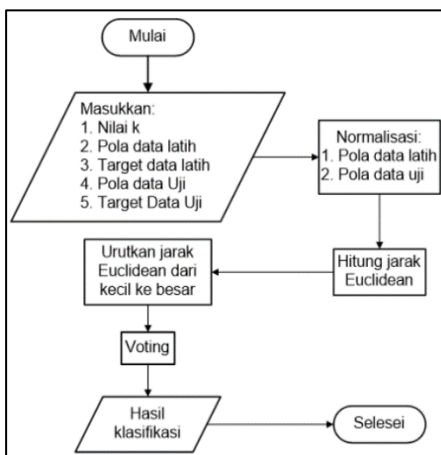 Mulai
Masukkan:
1. Nilai k
2. Pola data latih
3. Target data latih
4. Pola data Uji
5. Target Data Uji
Normalisasi:
1. Pola data latih
2. Pola data uji
Hitung jarak
Euclidean
Urutkan jarak
Euclidean dari
kecil ke besar
Voting
Hasil
klasifikasi
Selesei